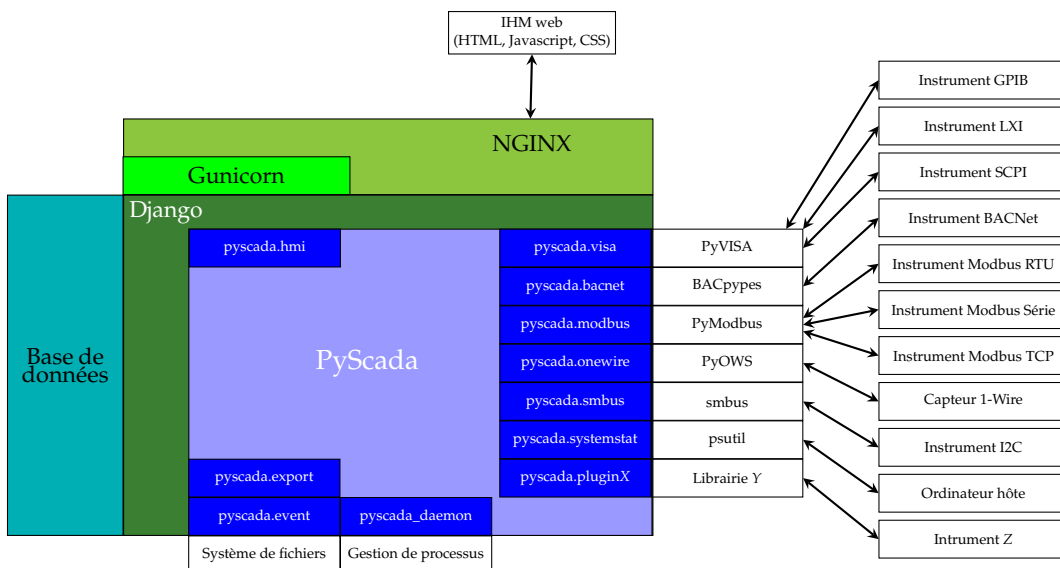 IHM web
(HTML, Javascript, CSS)
NGINX
Gunicorn
Django
Base de
données
PyScada
pyscada.hmi
pyscada.export
pyscada.event
pyscada_daemon
Système de fichiers
Gestion de processus
pyscada.visa
pyscada.bacnet
pyscada.modbus
pyscada.onewire
pyscada.smbus
pyscada.systemstat
pyscada.pluginX
PyVISA
BACpypes
PyModbus
PyOWS
smbus
psutil
Librairie Y
Instrument GPIB
Instrument LXI
Instrument SCPI
Instrument BACNet
Instrument Modbus RTU
Instrument Modbus Série
Instrument Modbus TCP
Capteur 1-Wire
Instrument I2C
Ordinateur hôte
Intrument Z